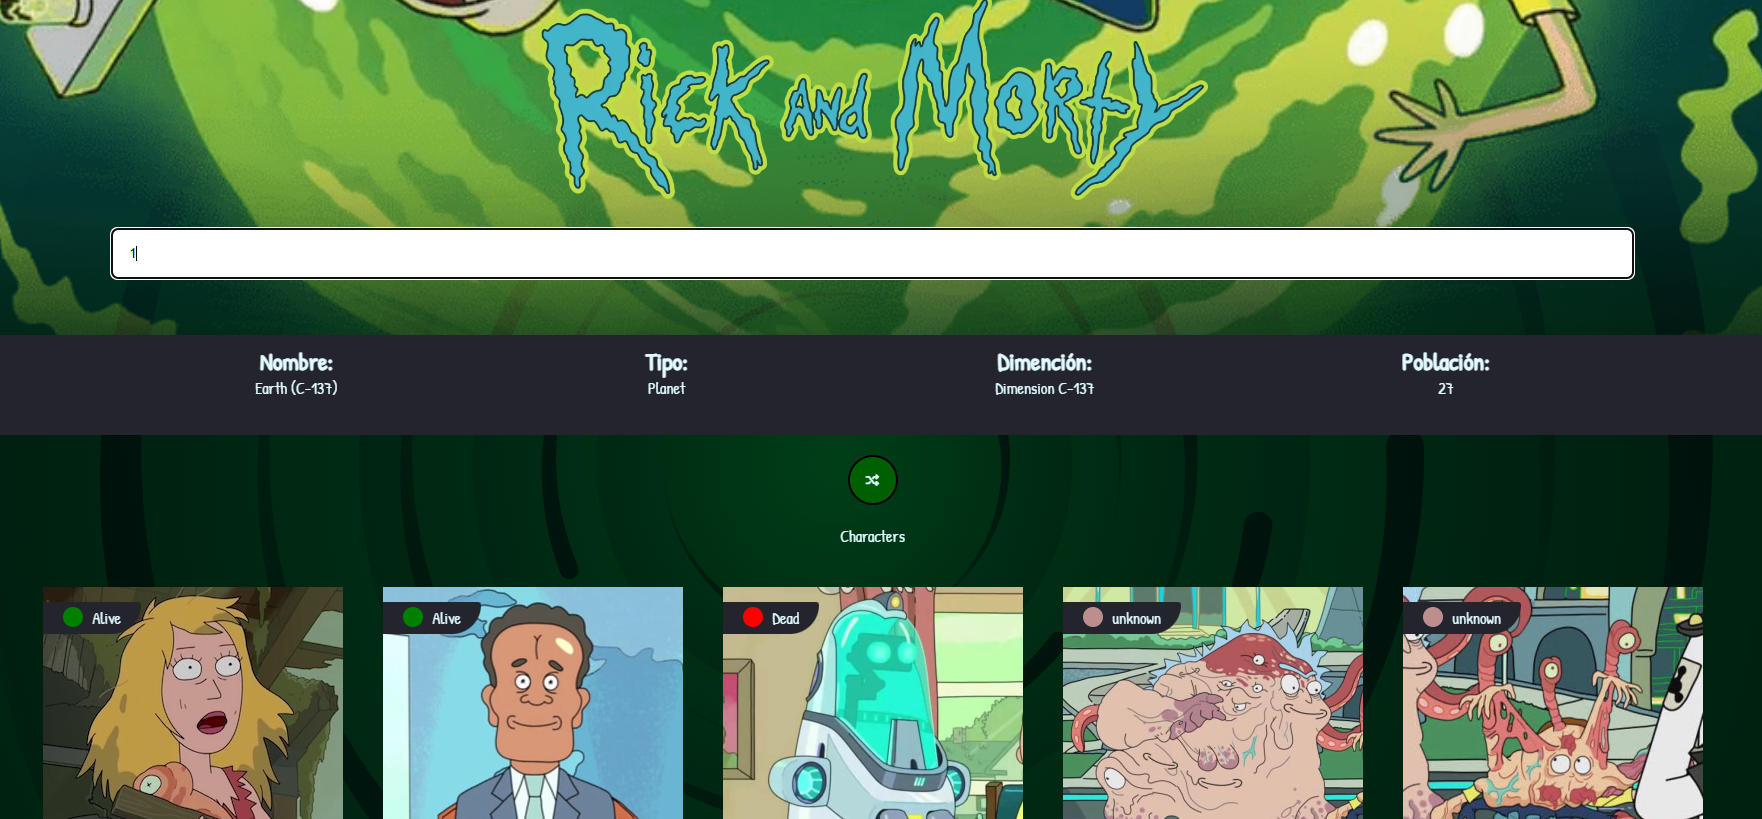 Rick and Morty
1
Nombre: Tipo: Dimención: Población:
Earth (C-137) Planet Dimension C-137 27
Characters
Alive Alive Dead unknown unknown